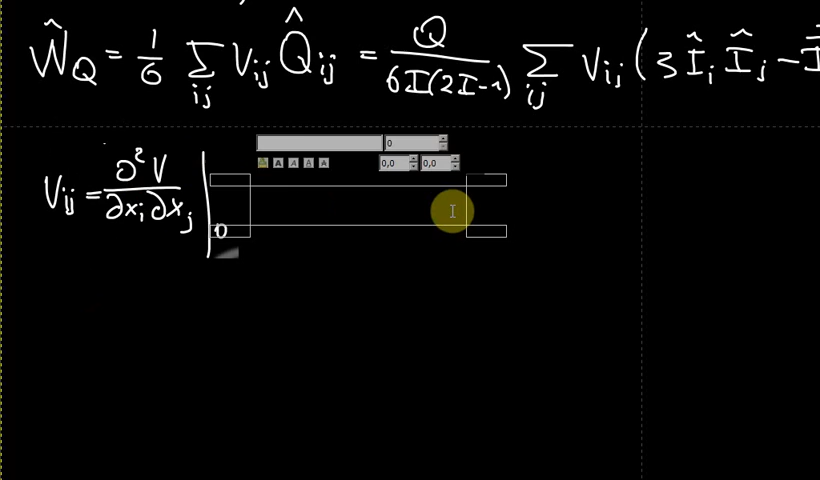 Ŵ_Q = 1/6 Σ_ij V_ij Q̂_ij = Q / 6I(2I-1) Σ_ij V_ij (3 Î_i Î_j -
0
0,0 0,0
V_ij = ∂²V / ∂x_i ∂x_j |_0